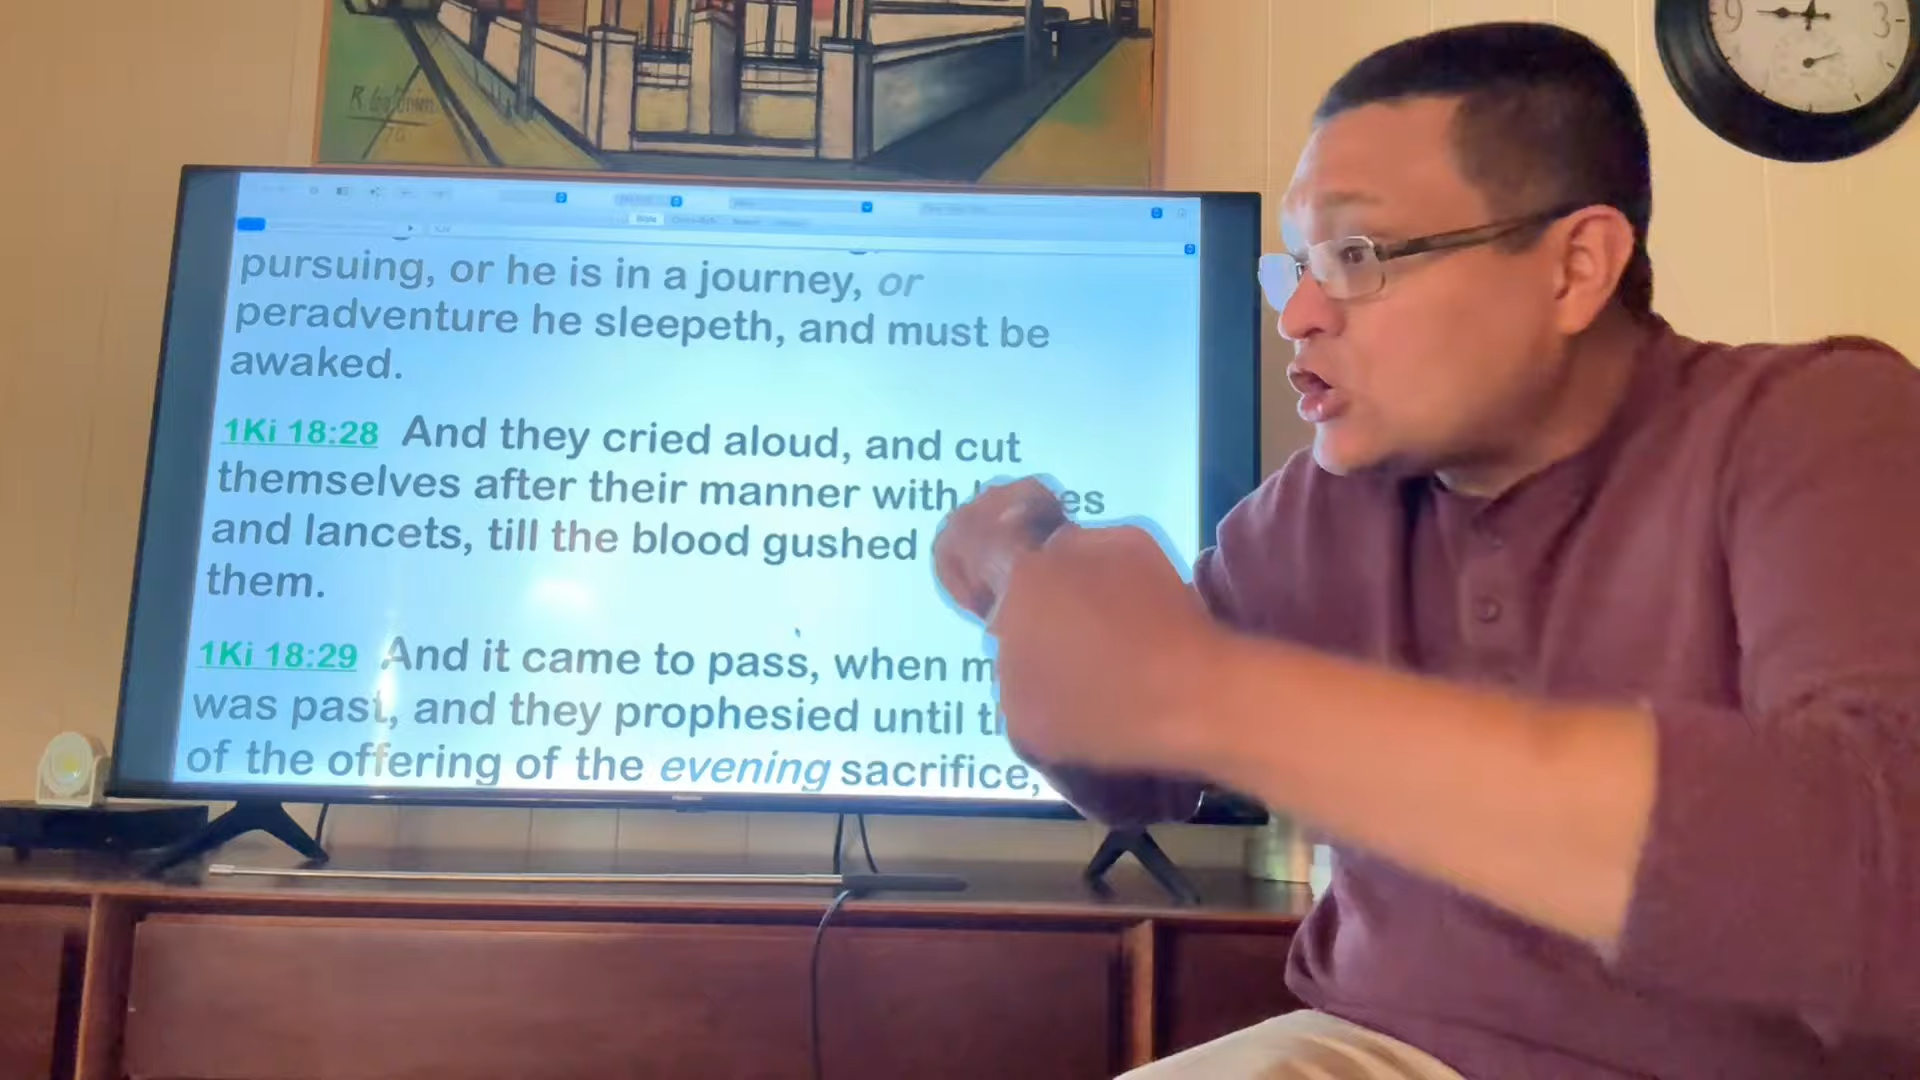 9 3
pursuing, or he is in a journey, or
peradventure he sleepeth, and must be
awaked.
1Ki 18:28 And they cried aloud, and cut
themselves after their manner with es
and lancets, till the blood gushed
them.
1Ki 18:29 And it came to pass, when m
was past, and they prophesied until t
of the offering of the evening sacrifice,